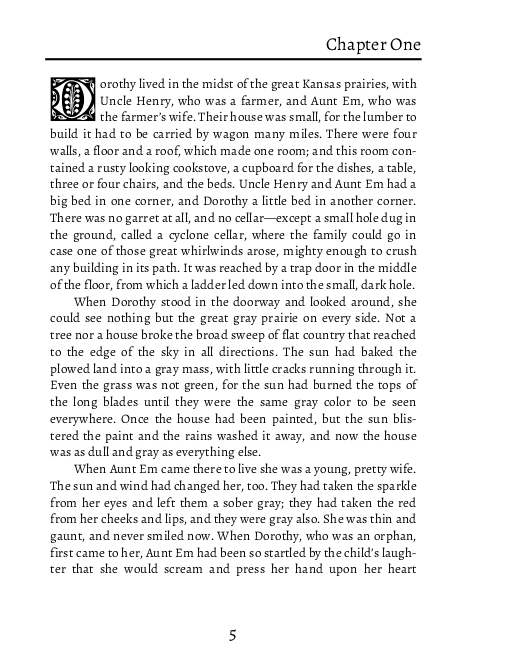 Chapter One
Dorothy lived in the midst of the great Kansas prairies, with
Uncle Henry, who was a farmer, and Aunt Em, who was
the farmer’s wife. Their house was small, for the lumber to
build it had to be carried by wagon many miles. There were four
walls, a floor and a roof, which made one room; and this room con-
tained a rusty looking cookstove, a cupboard for the dishes, a table,
three or four chairs, and the beds. Uncle Henry and Aunt Em had a
big bed in one corner, and Dorothy a little bed in another corner.
There was no garret at all, and no cellar—except a small hole dug in
the ground, called a cyclone cellar, where the family could go in
case one of those great whirlwinds arose, mighty enough to crush
any building in its path. It was reached by a trap door in the middle
of the floor, from which a ladder led down into the small, dark hole.
When Dorothy stood in the doorway and looked around, she
could see nothing but the great gray prairie on every side. Not a
tree nor a house broke the broad sweep of flat country that reached
to the edge of the sky in all directions. The sun had baked the
plowed land into a gray mass, with little cracks running through it.
Even the grass was not green, for the sun had burned the tops of
the long blades until they were the same gray color to be seen
everywhere. Once the house had been painted, but the sun blis-
tered the paint and the rains washed it away, and now the house
was as dull and gray as everything else.
When Aunt Em came there to live she was a young, pretty wife.
The sun and wind had changed her, too. They had taken the sparkle
from her eyes and left them a sober gray; they had taken the red
from her cheeks and lips, and they were gray also. She was thin and
gaunt, and never smiled now. When Dorothy, who was an orphan,
first came to her, Aunt Em had been so startled by the child’s laugh-
ter that she would scream and press her hand upon her heart
5